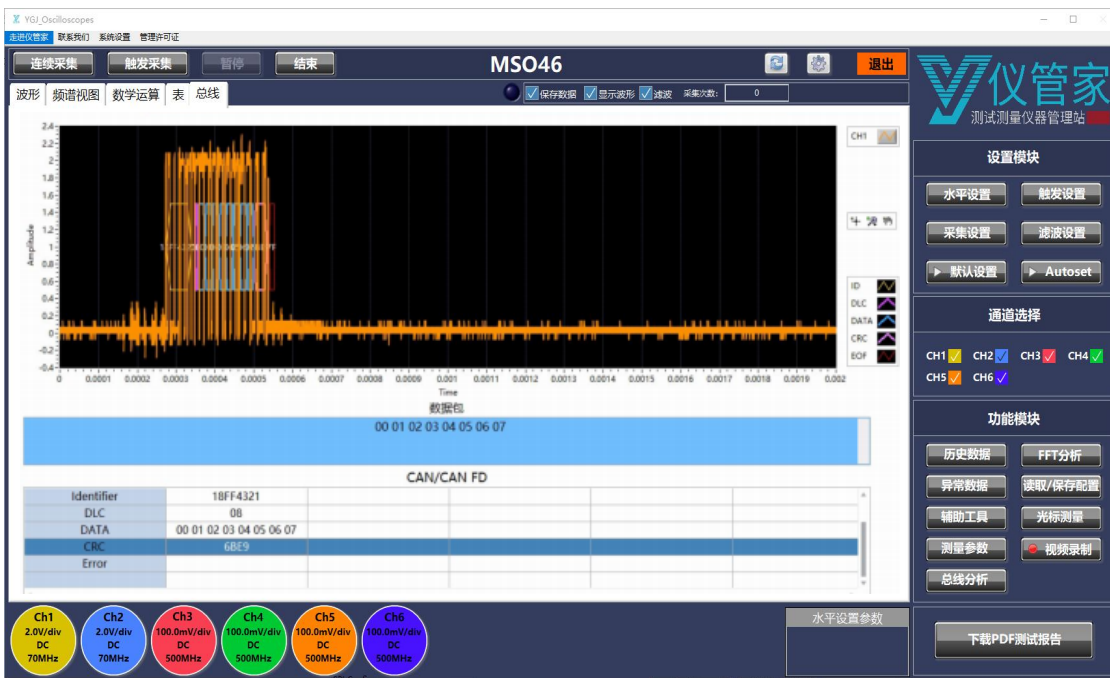 YGJ_Oscilloscopes
走进仪管家 联系我们 系统设置 管理许可证
连续采集 触发采集 暂停 结束 MSO46 退出
波形 频谱视图 数学运算 表 总线 保存数据 显示波形 滤波 采集次数: 0
仪管家
测试测量仪器管理站
CH1
Amplitude
2.4
2.2
2
1.8
1.6
1.4
1.2
1
0.8
0.6
0.4
0.2
0
-0.2
-0.4
ID
DLC
DATA
CRC
EOF
0 0.0001 0.0002 0.0003 0.0004 0.0005 0.0006 0.0007 0.0008 0.0009 0.001 0.0011 0.0012 0.0013 0.0014 0.0015 0.0016 0.0017 0.0018 0.0019 0.002
Time
数据包
00 01 02 03 04 05 06 07
CAN/CAN FD
Identifier 18FF4321
DLC 08
DATA 00 01 02 03 04 05 06 07
CRC 6BE9
Error
设置模块
水平设置 触发设置
采集设置 滤波设置
默认设置 Autoset
通道选择
CH1 CH2 CH3 CH4
CH5 CH6
功能模块
历史数据 FFT分析
异常数据 读取/保存配置
辅助工具 光标测量
测量参数 视频录制
总线分析
Ch1 Ch2 Ch3 Ch4 Ch5 Ch6
2.0V/div 2.0V/div 100.0mV/div 100.0mV/div 100.0mV/div 100.0mV/div
DC DC DC DC DC DC
70MHz 70MHz 500MHz 500MHz 500MHz 500MHz
水平设置参数
下载PDF测试报告